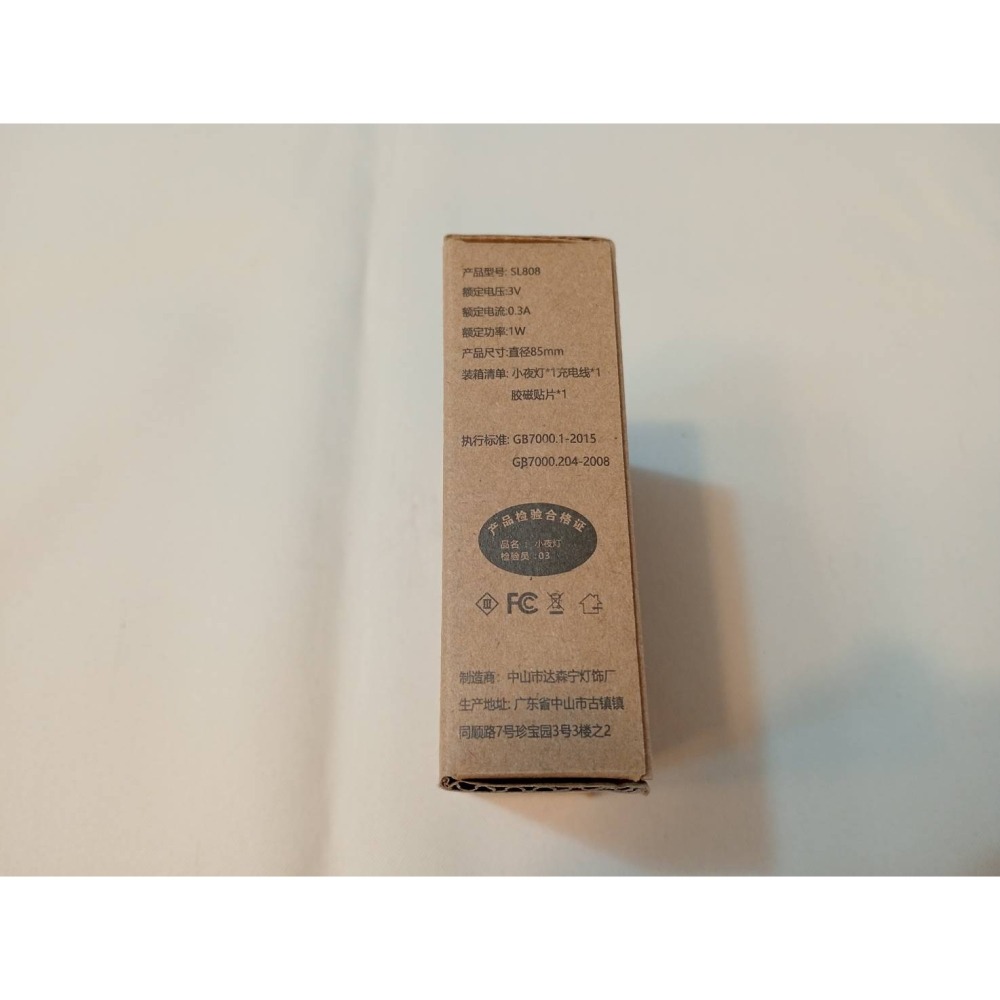 产品型号: SL808
额定电压:3V
额定电流:0.3A
额定功率:1W
产品尺寸:直径85mm
装箱清单: 小夜灯*1充电线*1
胶磁贴片*1
执行标准: GB7000.1-2015
GB7000.204-2008
产品检验合格证
品名 : 小夜灯
检验员 : 03
III FC
制造商: 中山市达森宁灯饰厂
生产地址: 广东省中山市古镇镇
同顺路7号珍宝园3号3楼之2